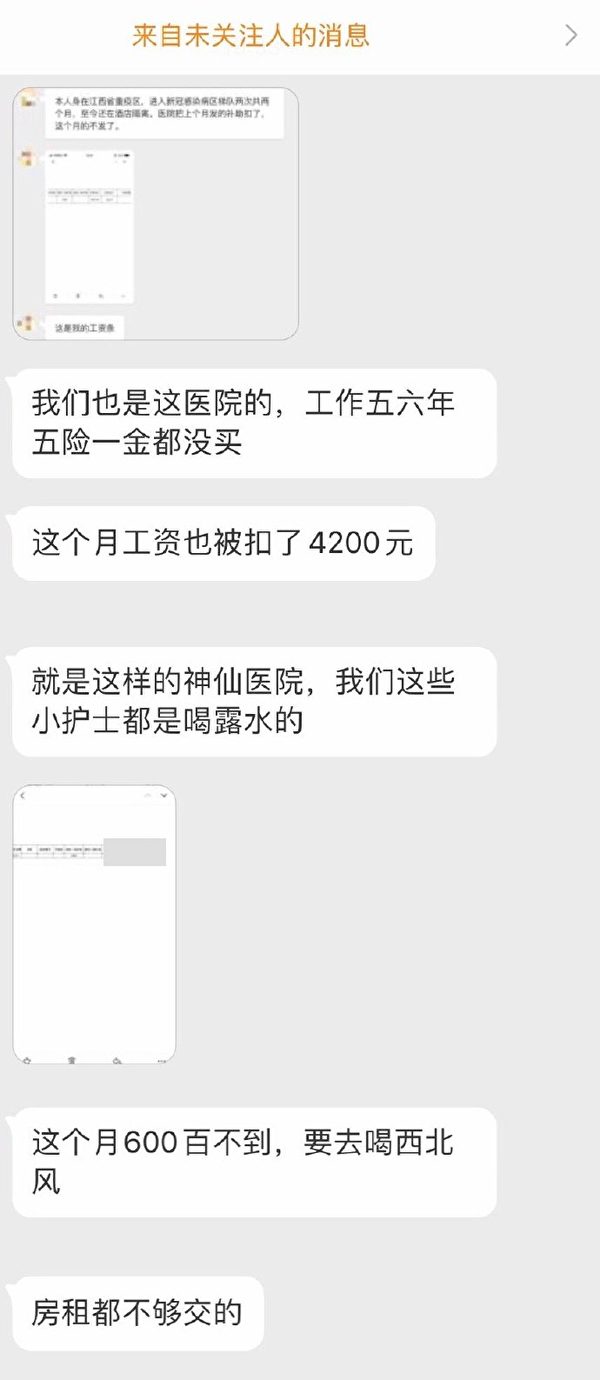 来自未关注人的消息
本人身在江西省重疫区，进入新冠感染病区梯队两次共两
个月，至今还在酒店隔离。医院把上个月发的补助扣了，
这个月的不发了。
这是我的工资条
我们也是这医院的，工作五六年
五险一金都没买
这个月工资也被扣了4200元
就是这样的神仙医院，我们这些
小护士都是喝露水的
这个月600百不到，要去喝西北
风
房租都不够交的